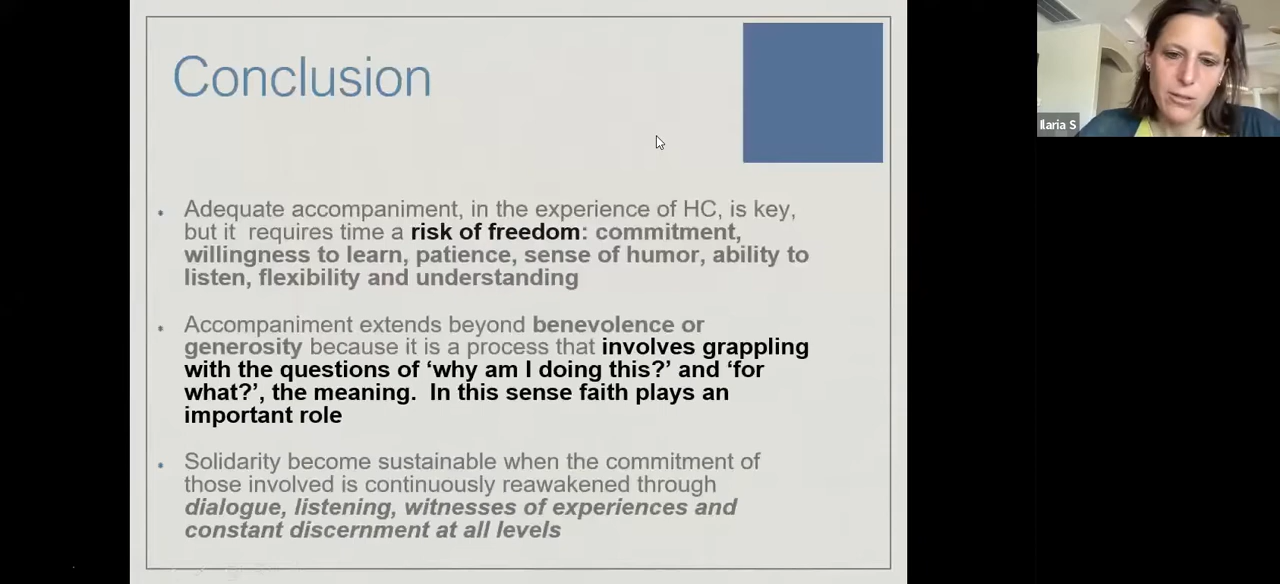 Conclusion
Ilaria S
• Adequate accompaniment, in the experience of HC, is key,
but it requires time a risk of freedom: commitment,
willingness to learn, patience, sense of humor, ability to
listen, flexibility and understanding
• Accompaniment extends beyond benevolence or
generosity because it is a process that involves grappling
with the questions of ‘why am I doing this?’ and ‘for
what?’, the meaning. In this sense faith plays an
important role
• Solidarity become sustainable when the commitment of
those involved is continuously reawakened through
dialogue, listening, witnesses of experiences and
constant discernment at all levels